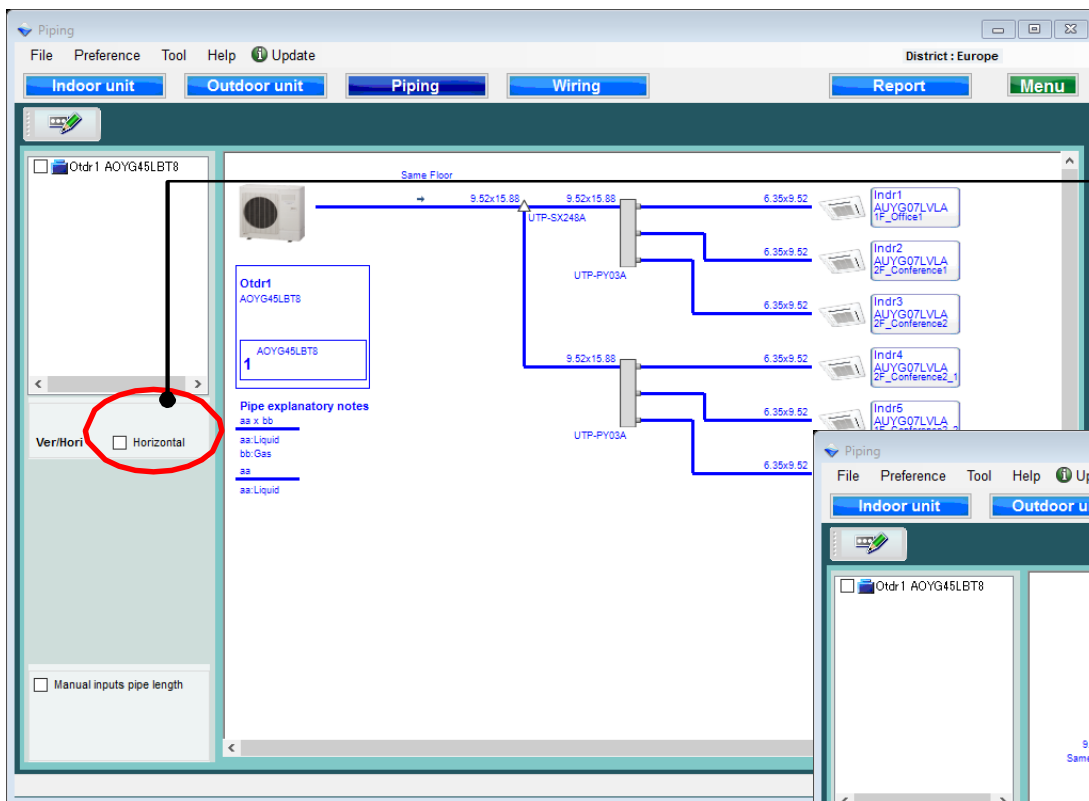 Piping
File Preference Tool Help Update
District : Europe
Indoor unit Outdoor unit Piping Wiring Report Menu
Otdr1 AOYG45LBT8
Same Floor
→
9.52x15.88 9.52x15.88 6.35x9.52
UTP-SX248A
UTP-PY03A
Indr1
AUYG07LVLA
1F_Office1
6.35x9.52
Indr2
AUYG07LVLA
2F_Conference1
6.35x9.52
Indr3
AUYG07LVLA
2F_Conference2
9.52x15.88 6.35x9.52
UTP-PY03A
Indr4
AUYG07LVLA
2F_Conference2_1
6.35x9.52
Indr5
AUYG07LVLA
6.35x9.52
Otdr1
AOYG45LBT8
1 AOYG45LBT8
Pipe explanatory notes
aa x bb
aa:Liquid
bb:Gas
aa
aa:Liquid
Ver/Hori Horizontal
Manual inputs pipe length
Piping
File Preference Tool Help Up
Indoor unit Outdoor u
Otdr1 AOYG45LBT8
9.
Same